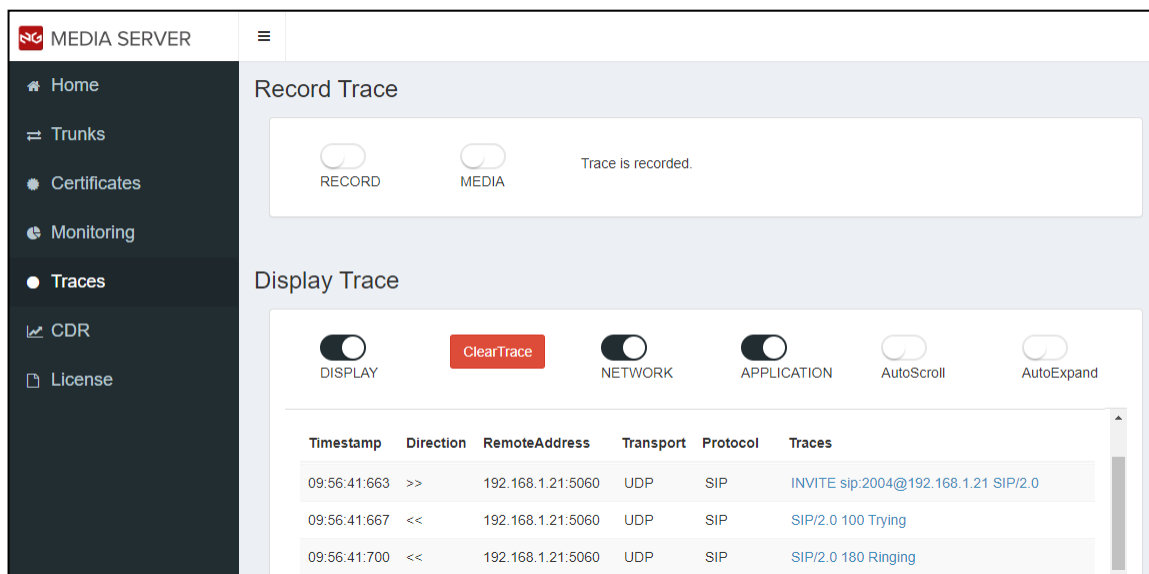 NG MEDIA SERVER
Home
Trunks
Certificates
Monitoring
Traces
CDR
License
Record Trace
RECORD MEDIA Trace is recorded.
Display Trace
DISPLAY ClearTrace NETWORK APPLICATION AutoScroll AutoExpand
Timestamp Direction RemoteAddress Transport Protocol Traces
09:56:41:663 >> 192.168.1.21:5060 UDP SIP INVITE sip:2004@192.168.1.21 SIP/2.0
09:56:41:667 << 192.168.1.21:5060 UDP SIP SIP/2.0 100 Trying
09:56:41:700 << 192.168.1.21:5060 UDP SIP SIP/2.0 180 Ringing